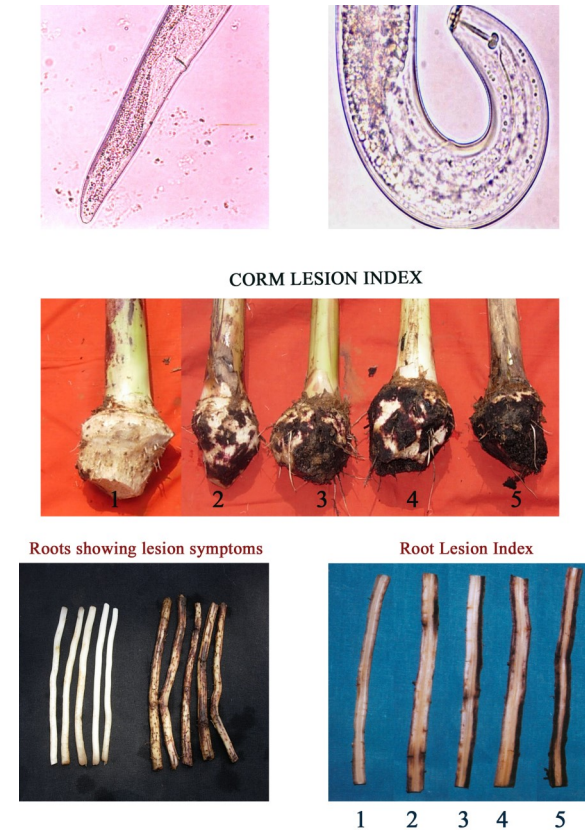 CORM LESION INDEX
1 2 3 4 5
Roots showing lesion symptoms
Root Lesion Index
1 2 3 4 5